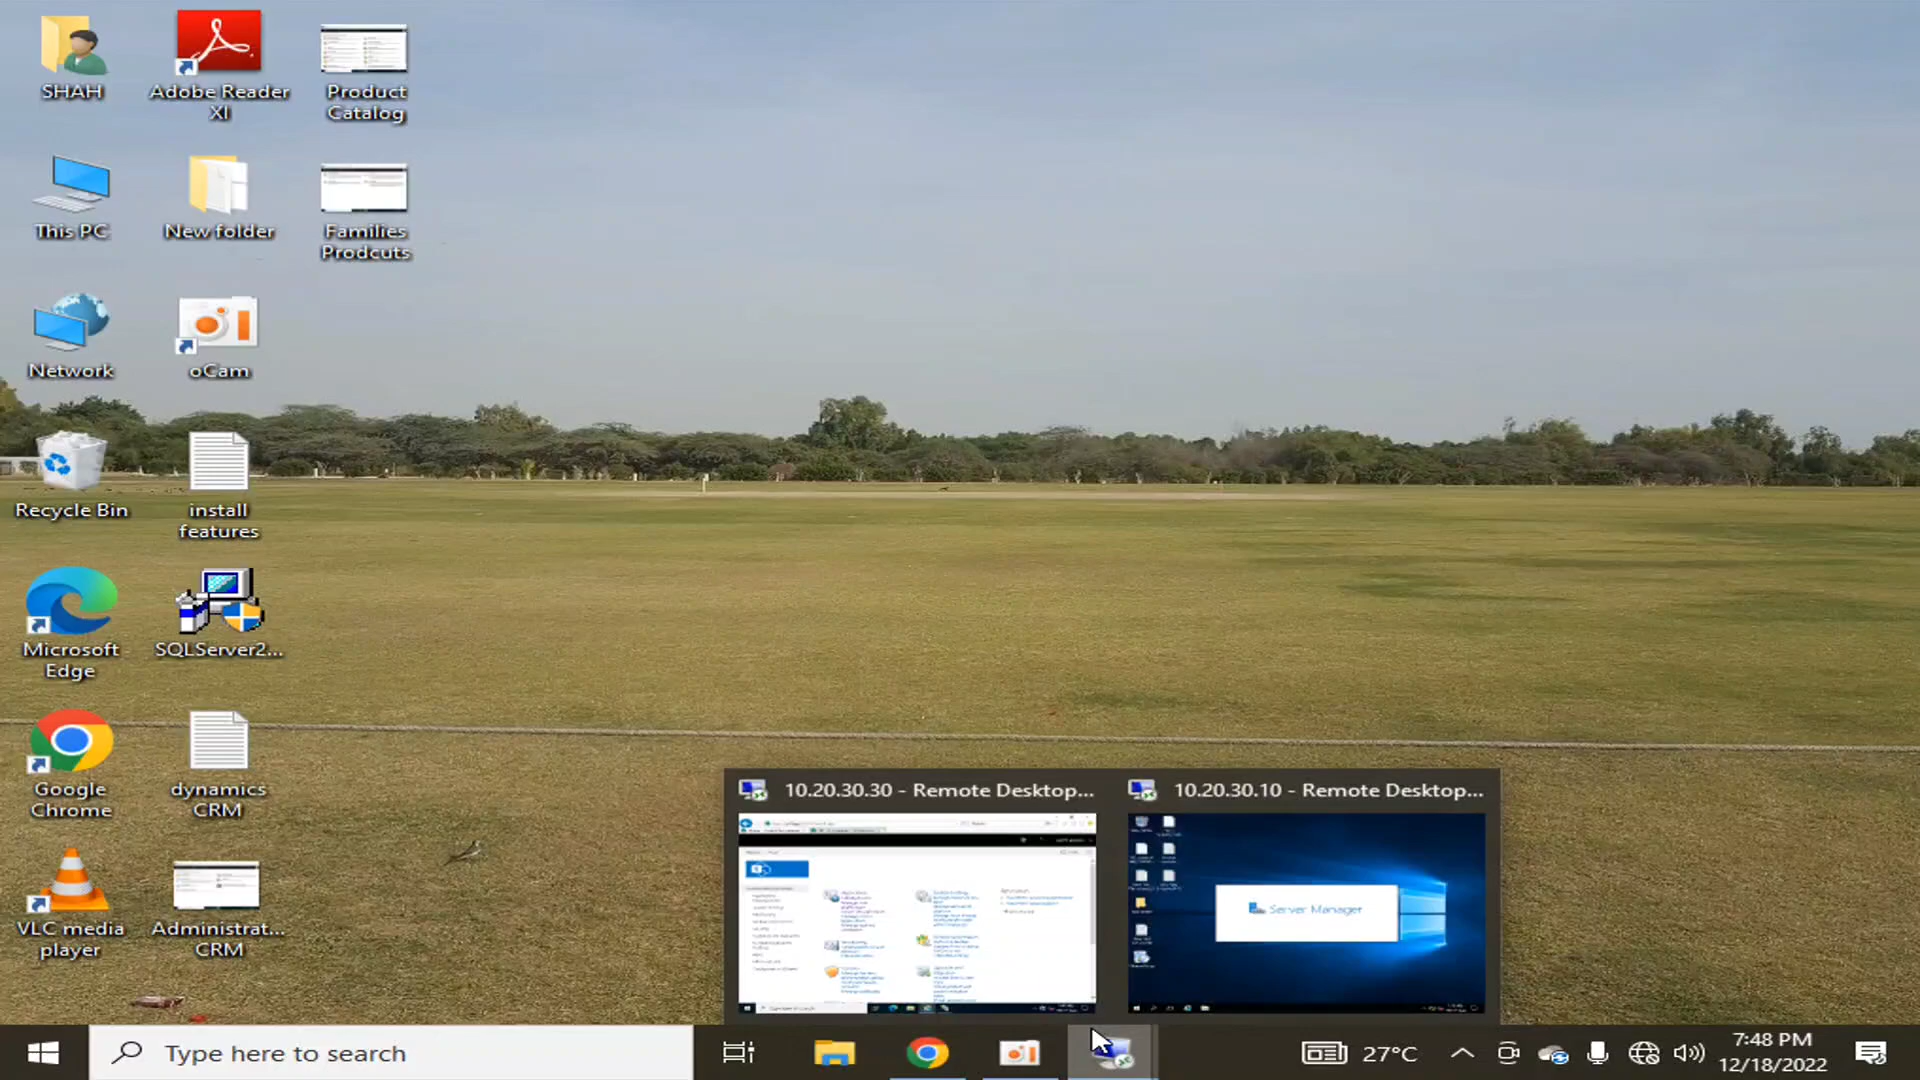 SHAH
Adobe Reader
XI
Product
Catalog
This PC
New folder
Families
Prodcuts
Network
oCam
Recycle Bin
install
features
Microsoft
Edge
SQLServer2...
Google
Chrome
dynamics
CRM
VLC media
player
Administrat...
CRM
10.20.30.30 - Remote Desktop...
10.20.30.10 - Remote Desktop...
Server Manager
Type here to search
27°C
7:48 PM
12/18/2022